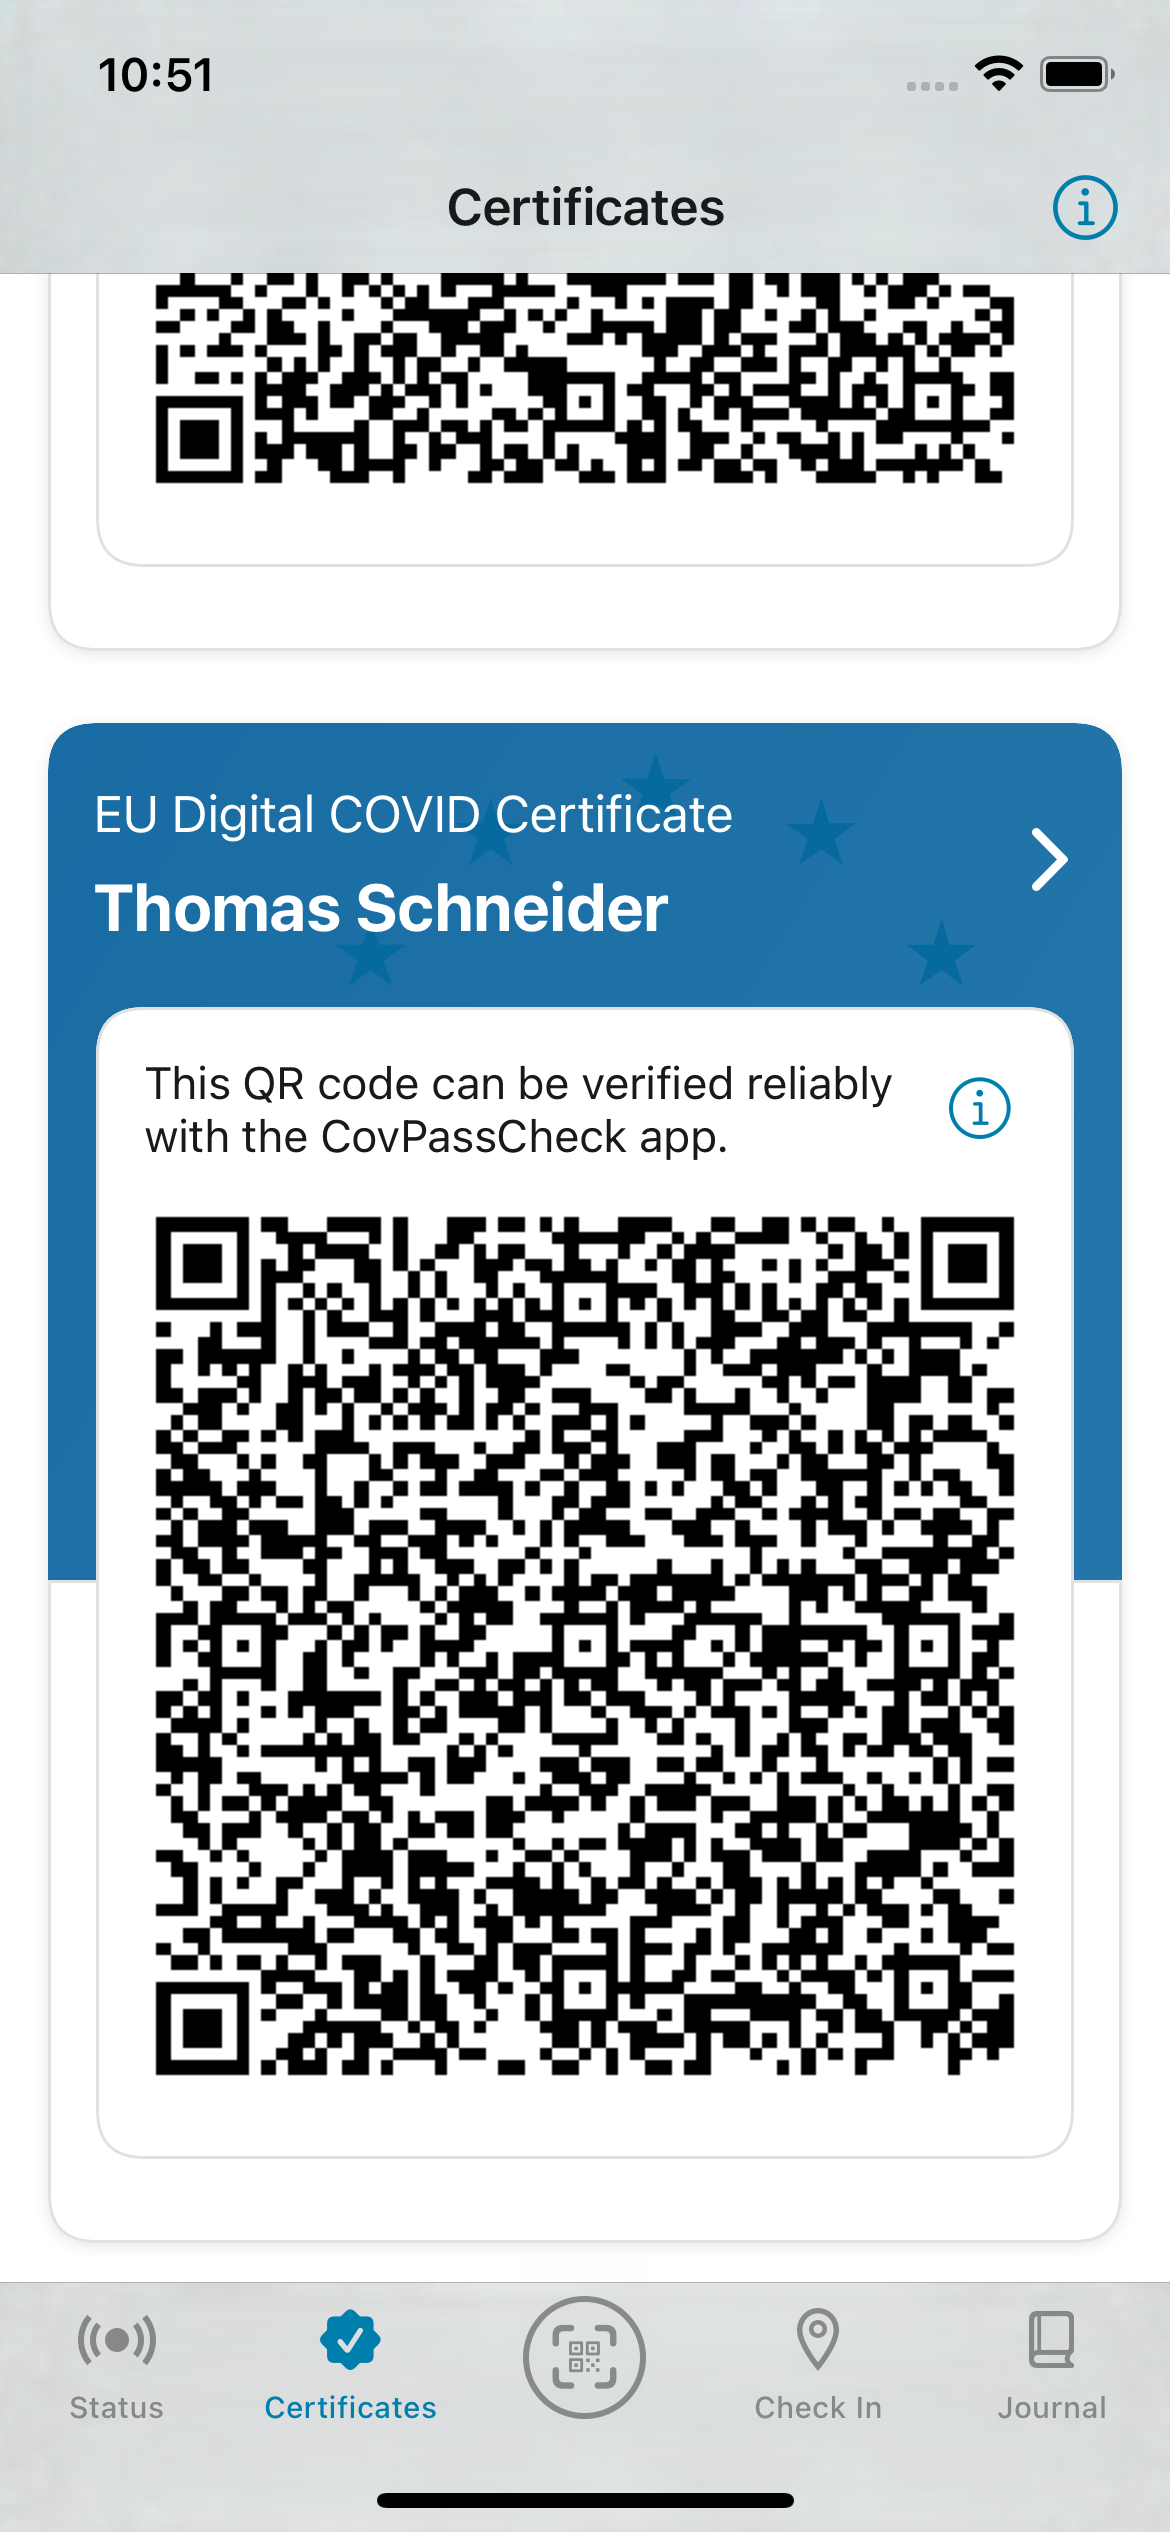 10:51
Certificates
EU Digital COVID Certificate
Thomas Schneider
This QR code can be verified reliably
with the CovPassCheck app.
Status
Certificates
Check In
Journal